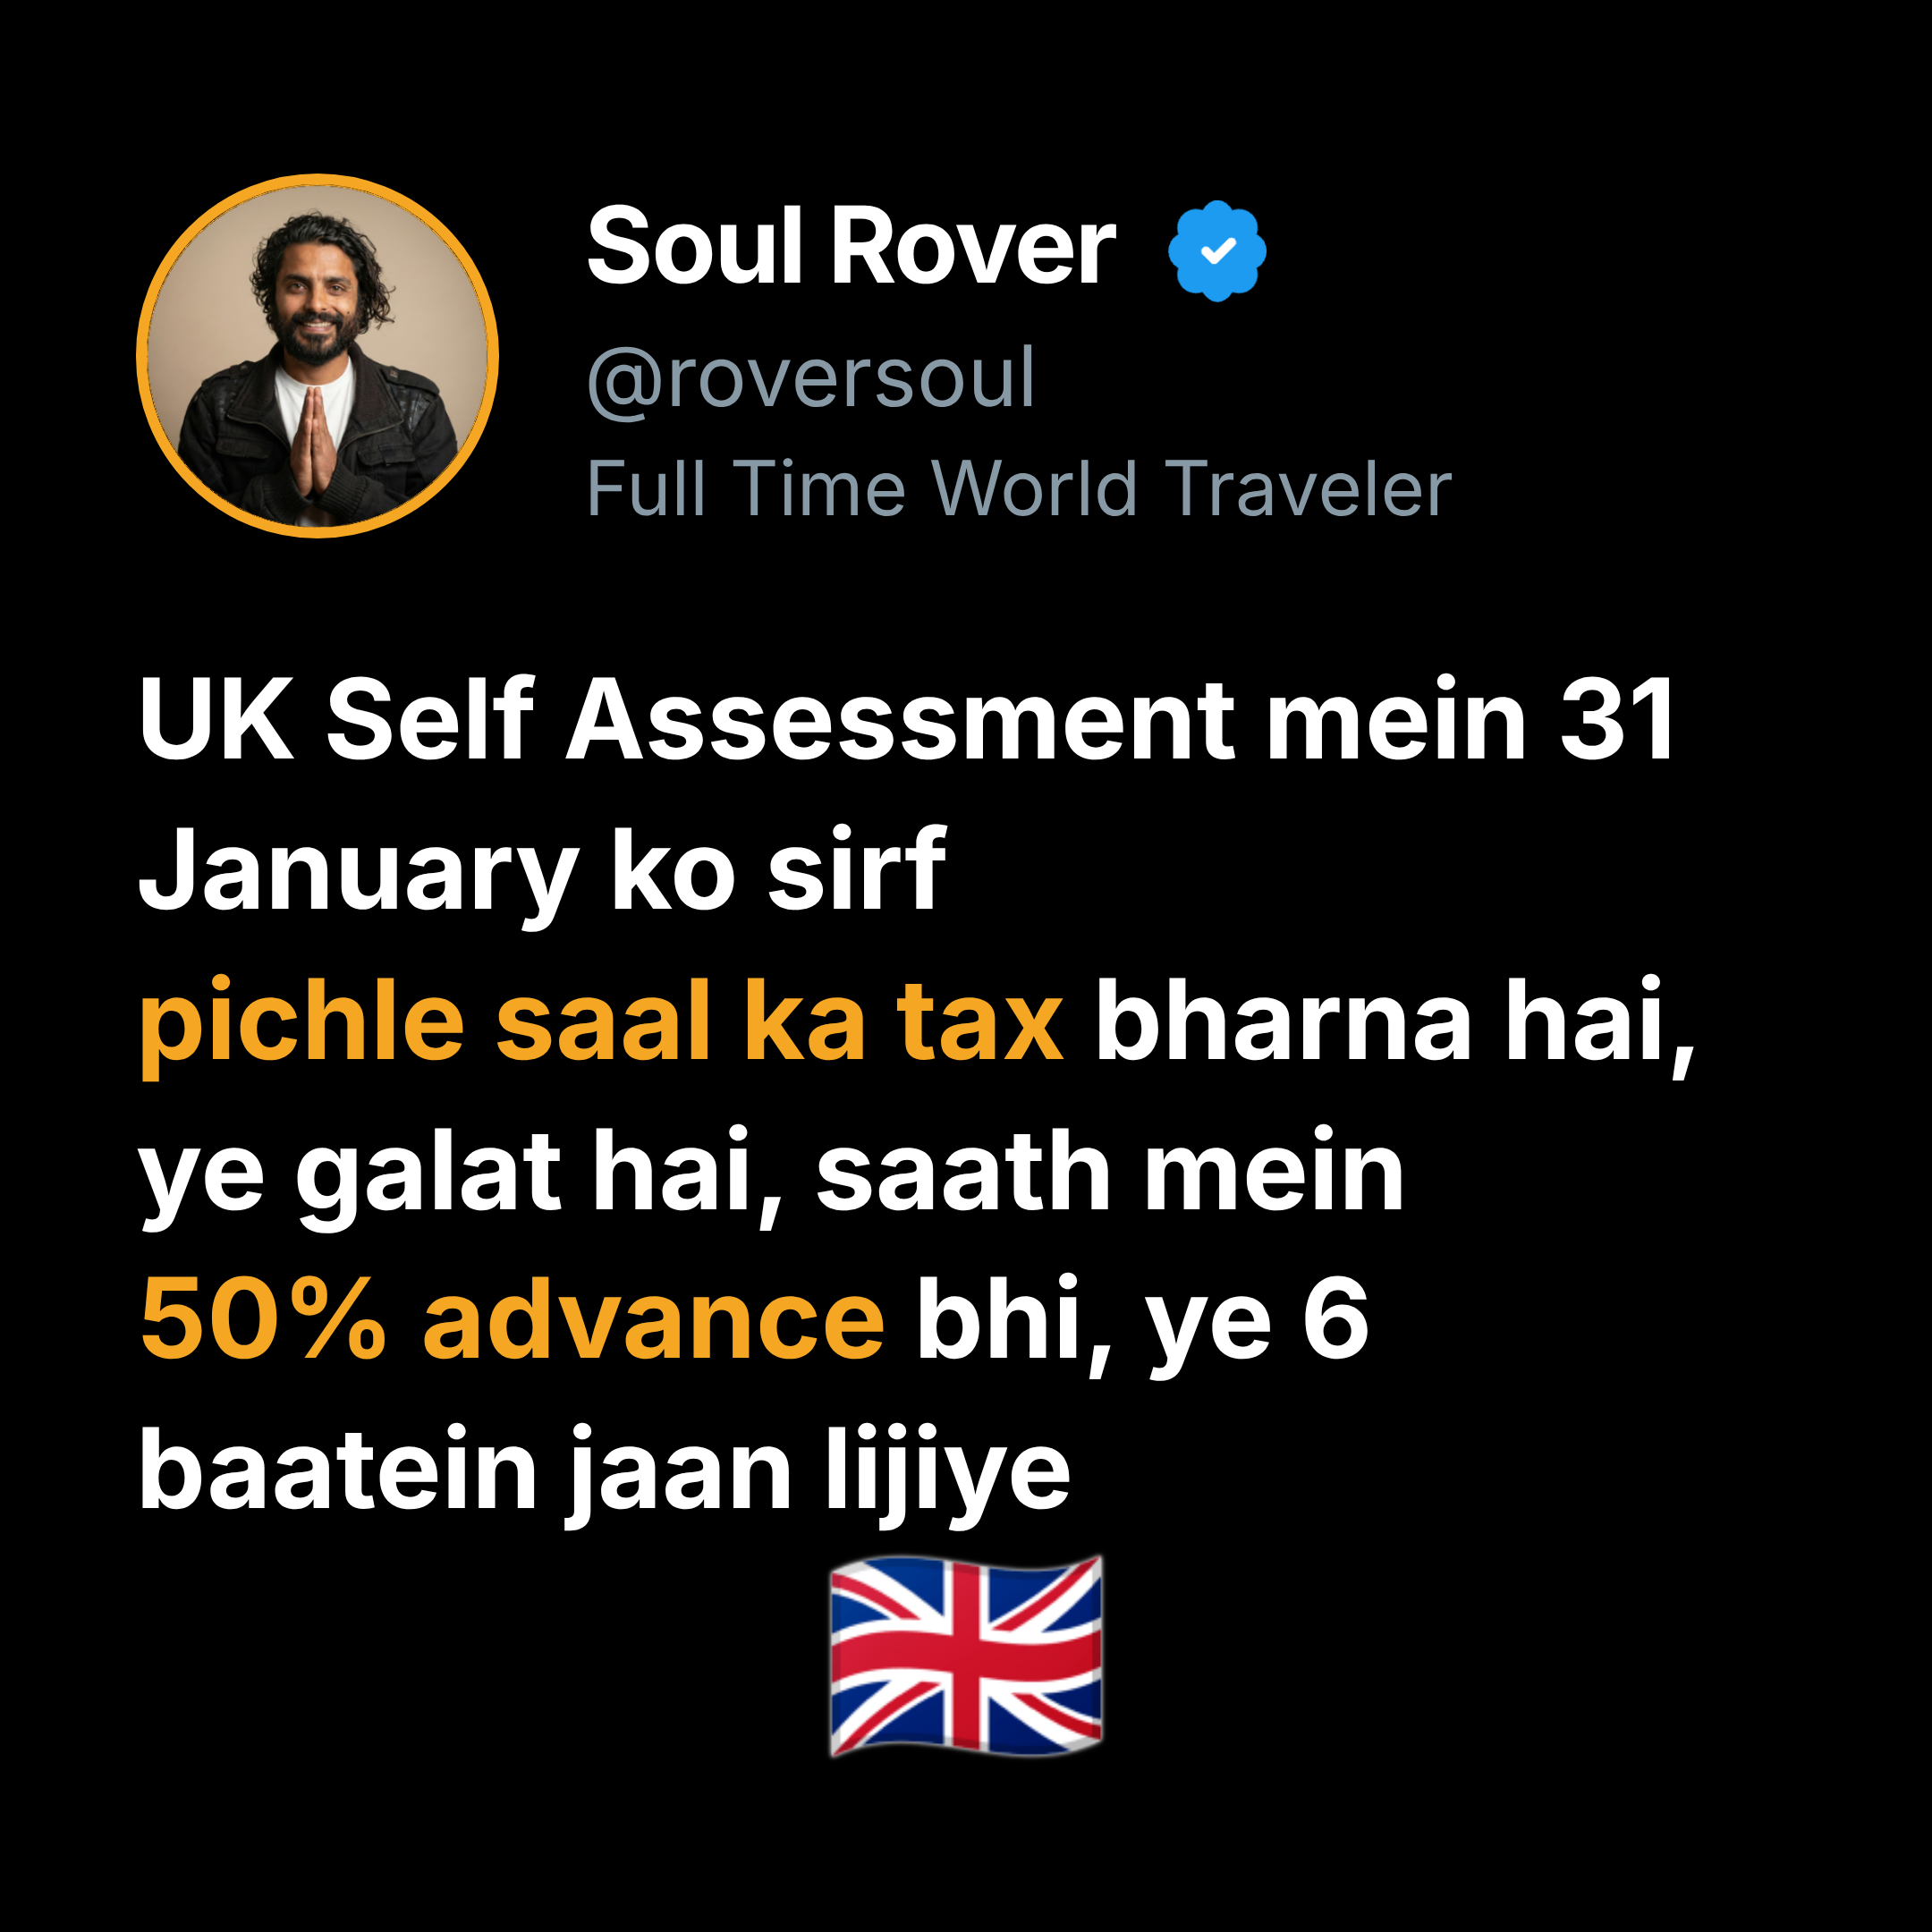 Soul Rover
@roversoul
Full Time World Traveler
UK Self Assessment mein 31
January ko sirf
pichle saal ka tax bharna hai,
ye galat hai, saath mein
50% advance bhi, ye 6
baatein jaan lijiye